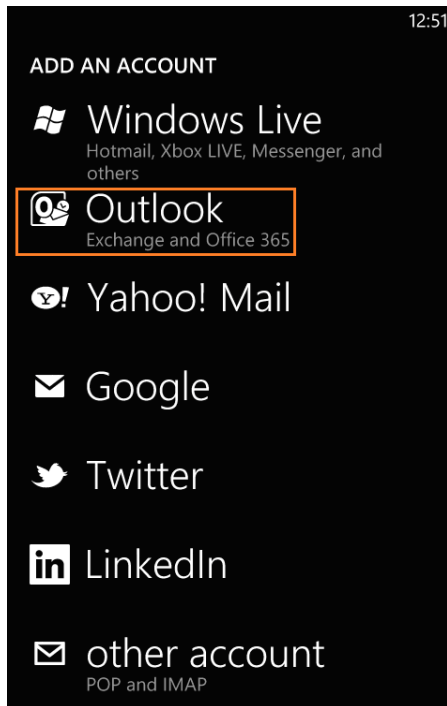 12:51
ADD AN ACCOUNT
Windows Live
Hotmail, Xbox LIVE, Messenger, and
others
Outlook
Exchange and Office 365
Yahoo! Mail
Google
Twitter
in LinkedIn
other account
POP and IMAP